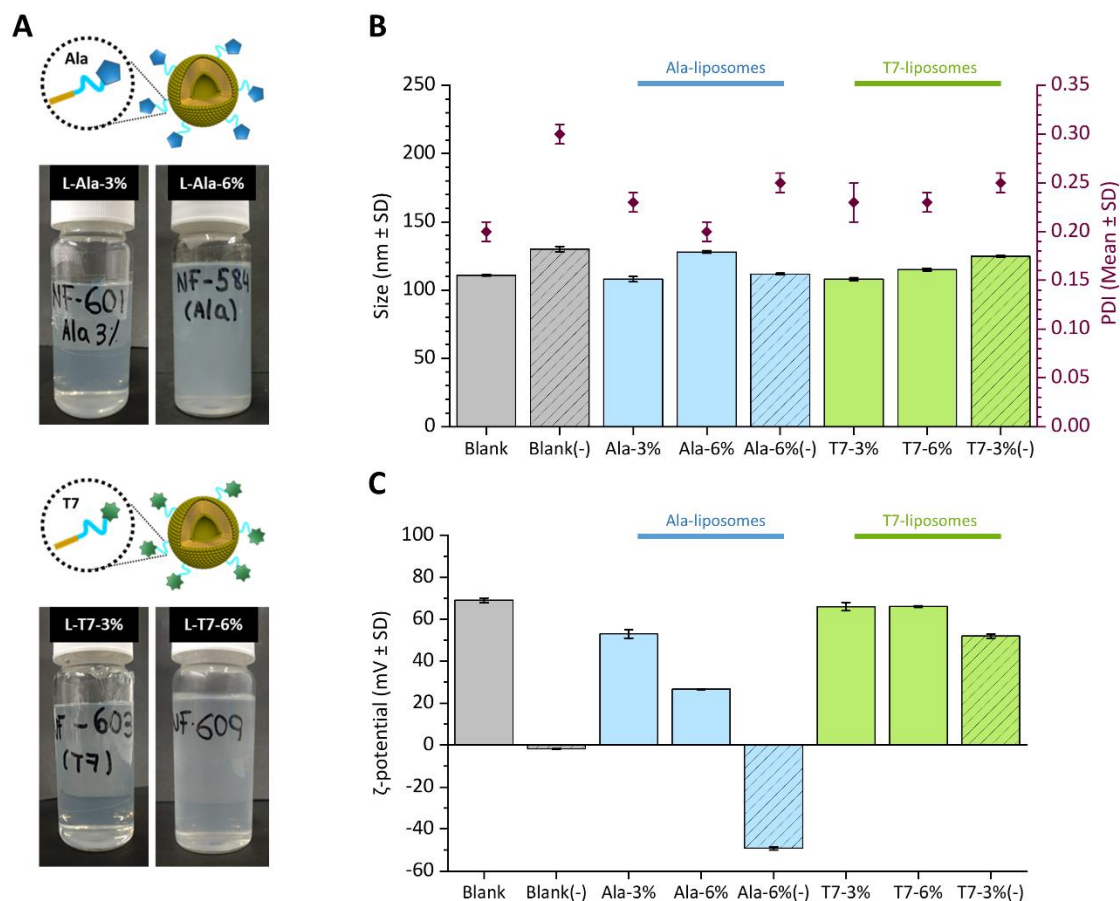 A
Ala
L-Ala-3%
L-Ala-6%
NF-601
Ala 3%
NF-584
(Ala)
T7
L-T7-3%
L-T7-6%
NF-603
(T7)
NF-609
B
Ala-liposomes
T7-liposomes
250
200
150
100
50
0
Size (nm ± SD)
0.35
0.30
0.25
0.20
0.15
0.10
0.05
0.00
PDI (Mean ± SD)
Blank
Blank(-)
Ala-3%
Ala-6%
Ala-6%(-)
T7-3%
T7-6%
T7-3%(-)
C
Ala-liposomes
T7-liposomes
100
80
60
40
20
0
-20
-40
-60
ζ-potential (mV ± SD)
Blank
Blank(-)
Ala-3%
Ala-6%
Ala-6%(-)
T7-3%
T7-6%
T7-3%(-)